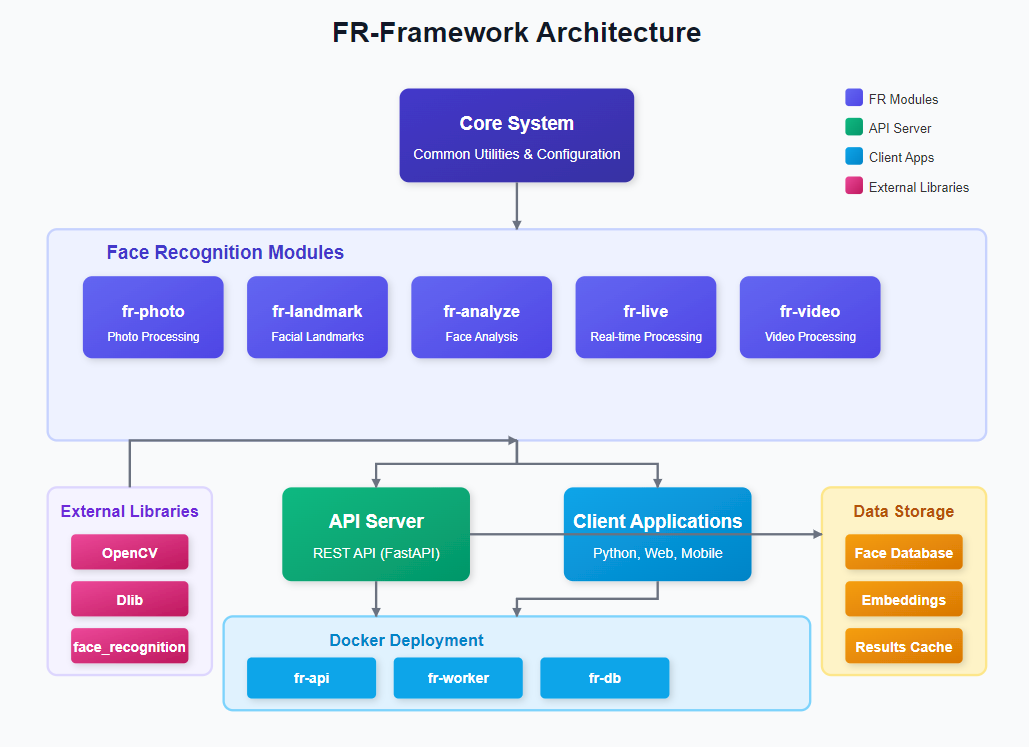 FR-Framework Architecture
Core System
Common Utilities & Configuration
FR Modules
API Server
Client Apps
External Libraries
Face Recognition Modules
fr-photo
Photo Processing
fr-landmark
Facial Landmarks
fr-analyze
Face Analysis
fr-live
Real-time Processing
fr-video
Video Processing
External Libraries
OpenCV
Dlib
face_recognition
API Server
REST API (FastAPI)
Client Applications
Python, Web, Mobile
Data Storage
Face Database
Embeddings
Results Cache
Docker Deployment
fr-api
fr-worker
fr-db